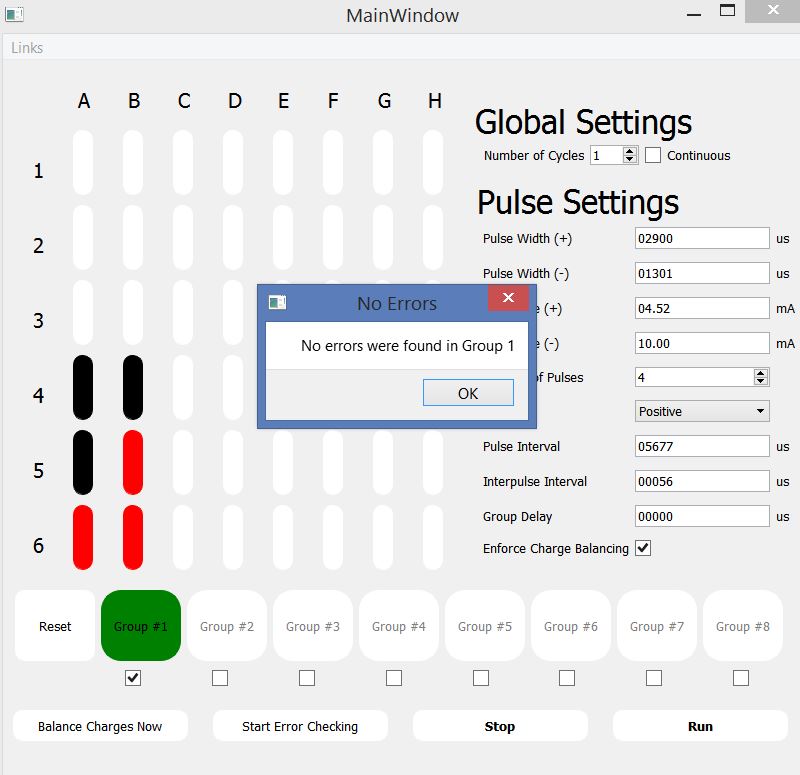 MainWindow
Links
A B C D E F G H
1
2
3
4
5
6
Global Settings
Number of Cycles 1 Continuous
Pulse Settings
Pulse Width (+) 02900 us
Pulse Width (-) 01301 us
(+) 04.52 mA
(-) 10.00 mA
of Pulses 4
Positive
Pulse Interval 05677 us
Interpulse Interval 00056 us
Group Delay 00000 us
Enforce Charge Balancing
No Errors
No errors were found in Group 1
OK
Reset Group #1 Group #2 Group #3 Group #4 Group #5 Group #6 Group #7 Group #8
Balance Charges Now Start Error Checking Stop Run